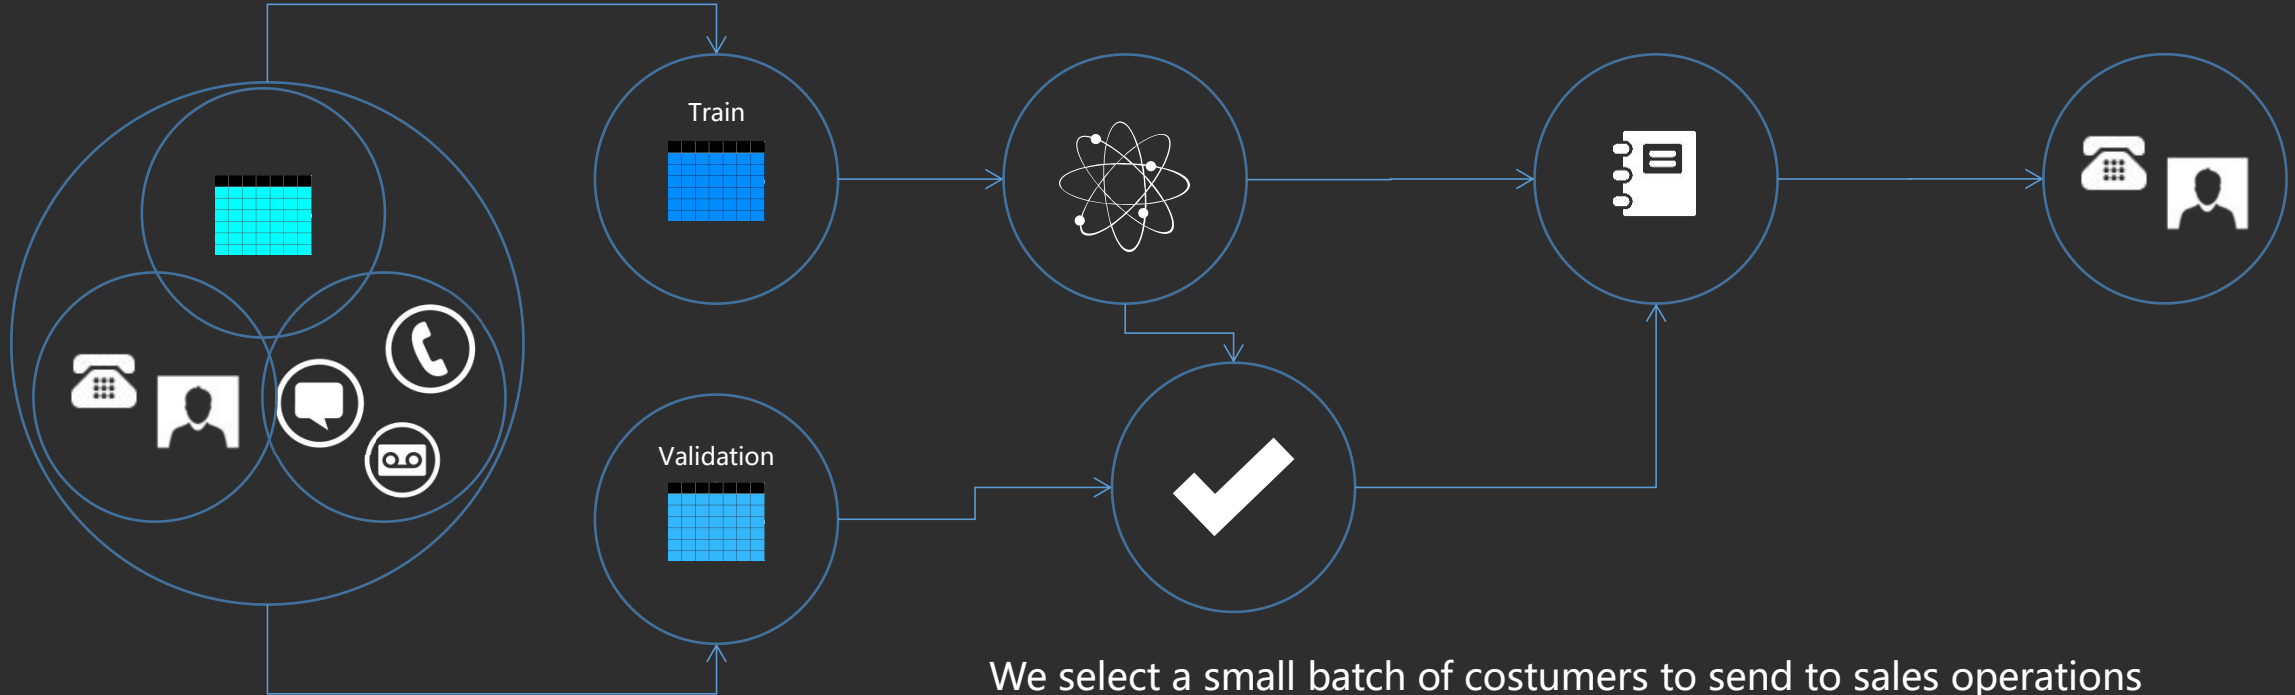 Train
Validation
We select a small batch of costumers to send to sales operations